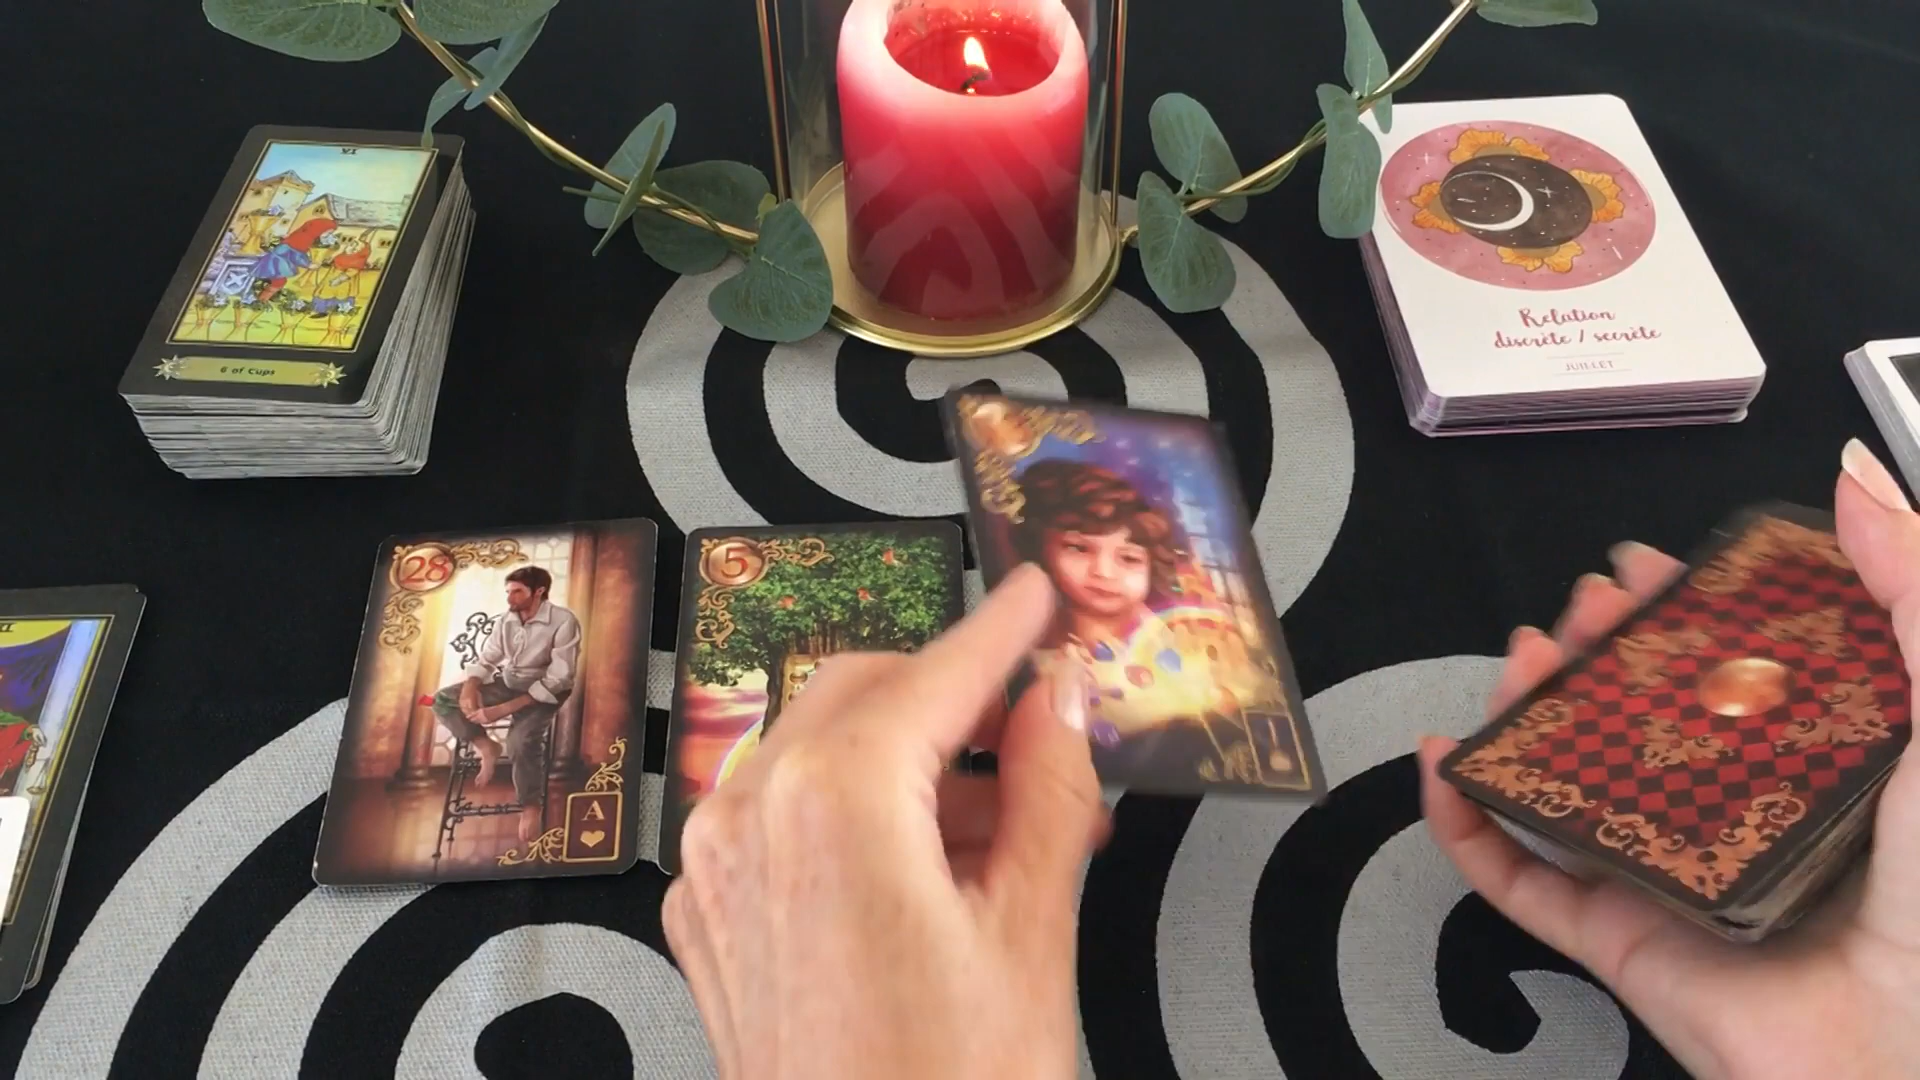 VI
6 of Cups
Relation
discrète / secrète
JUILLET
28
5
A